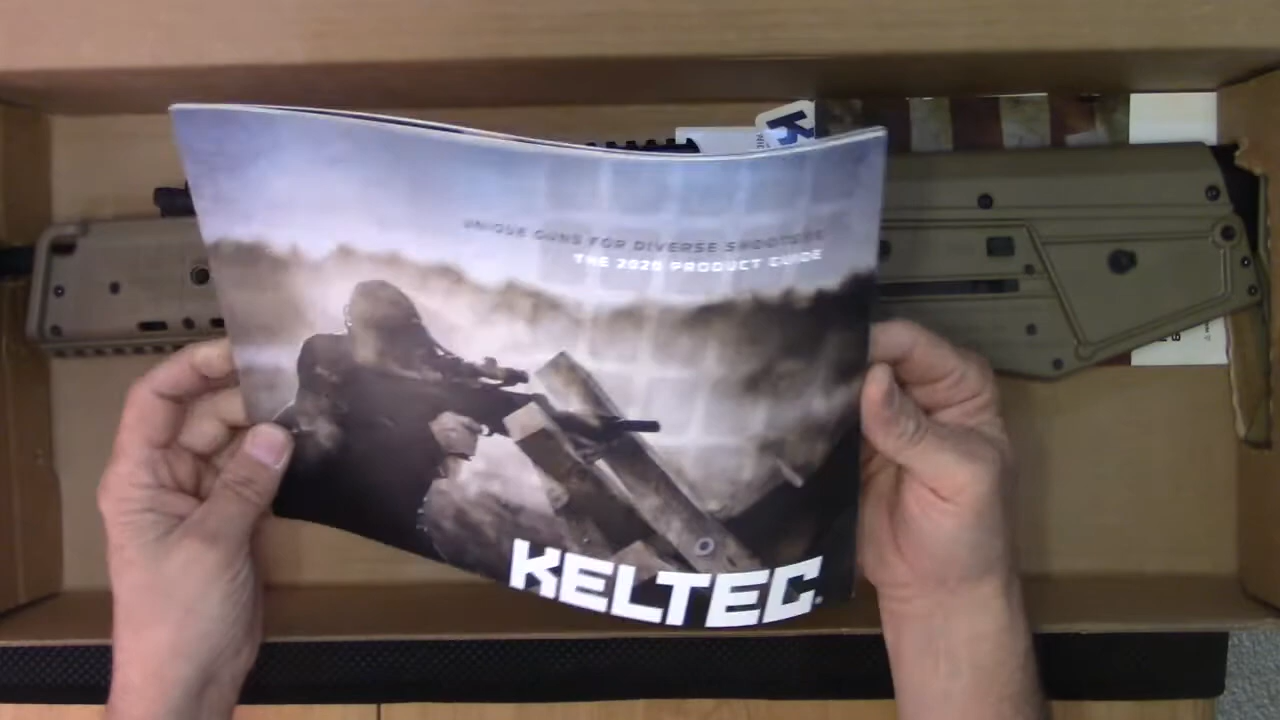 UNIQUE GUNS FOR DIVERSE SHOOTERS
THE 2020 PRODUCT GUIDE
KELTEC